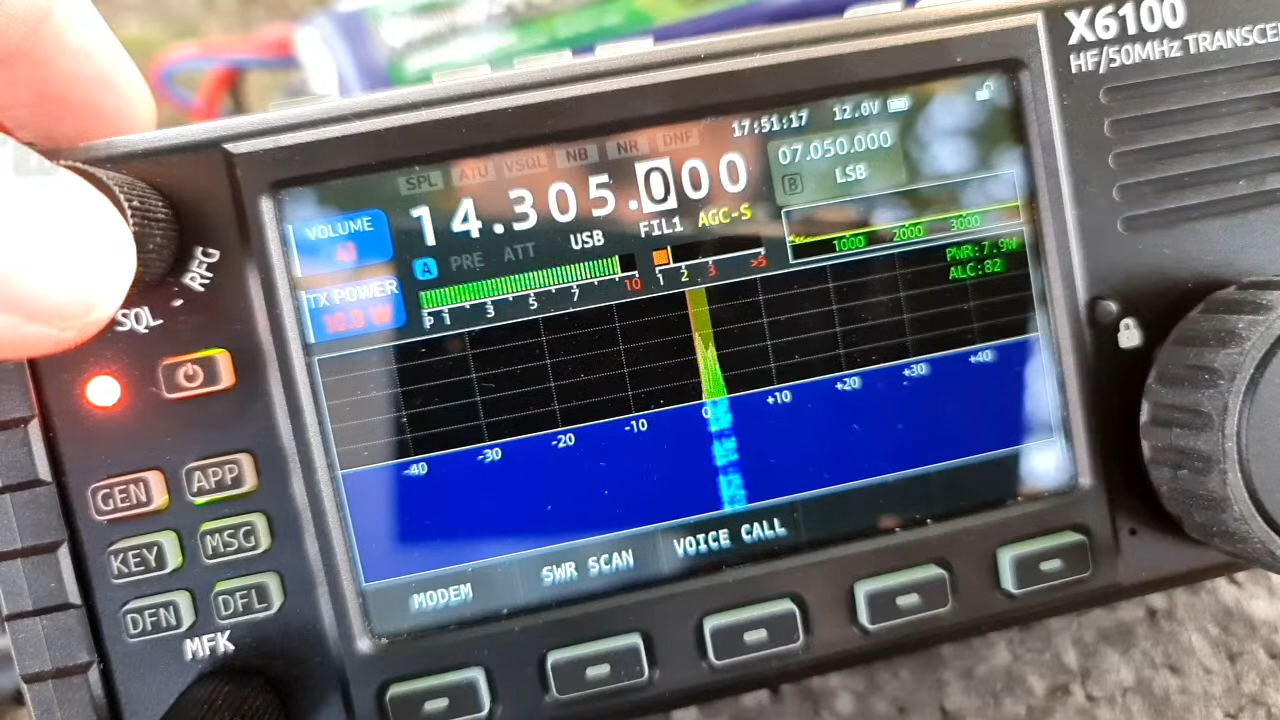 X6100
HF/50MHz
17:51:17 12.0V
SPL ATU VSQL NB NR DNF
14.305.000
07.050.000
B LSB
VOLUME
A PRE ATT USB FIL1 AGC-S
TX POWER
P 1 3 5 7 10 1 2 3 >5
1000 2000 3000
PWR:7.9W
ALC:82
-40 -30 -20 -10 0 +10 +20 +30 +40
MODEM SWR SCAN VOICE CALL
SQL - RFG
GEN APP
KEY MSG
DFN DFL
MFK